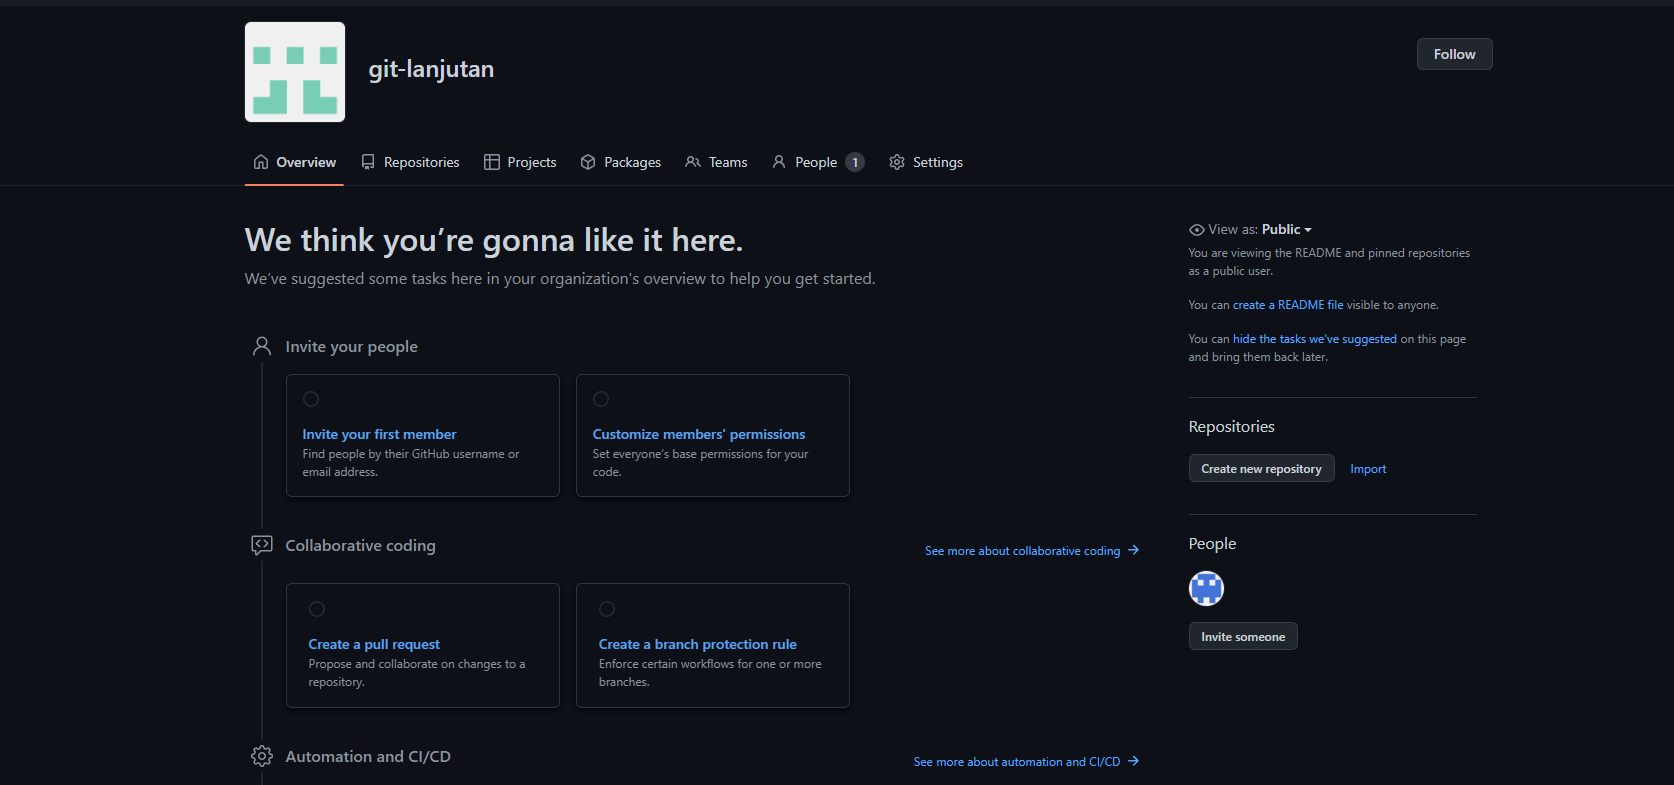 git-lanjutan
Follow
Overview Repositories Projects Packages Teams People 1 Settings
We think you’re gonna like it here.
We’ve suggested some tasks here in your organization’s overview to help you get started.
Invite your people
Invite your first member
Find people by their GitHub username or
email address.
Customize members’ permissions
Set everyone’s base permissions for your
code.
Collaborative coding
See more about collaborative coding →
Create a pull request
Propose and collaborate on changes to a
repository.
Create a branch protection rule
Enforce certain workflows for one or more
branches.
Automation and CI/CD
See more about automation and CI/CD →
View as: Public
You are viewing the README and pinned repositories
as a public user.
You can create a README file visible to anyone.
You can hide the tasks we've suggested on this page
and bring them back later.
Repositories
Create new repository Import
People
Invite someone